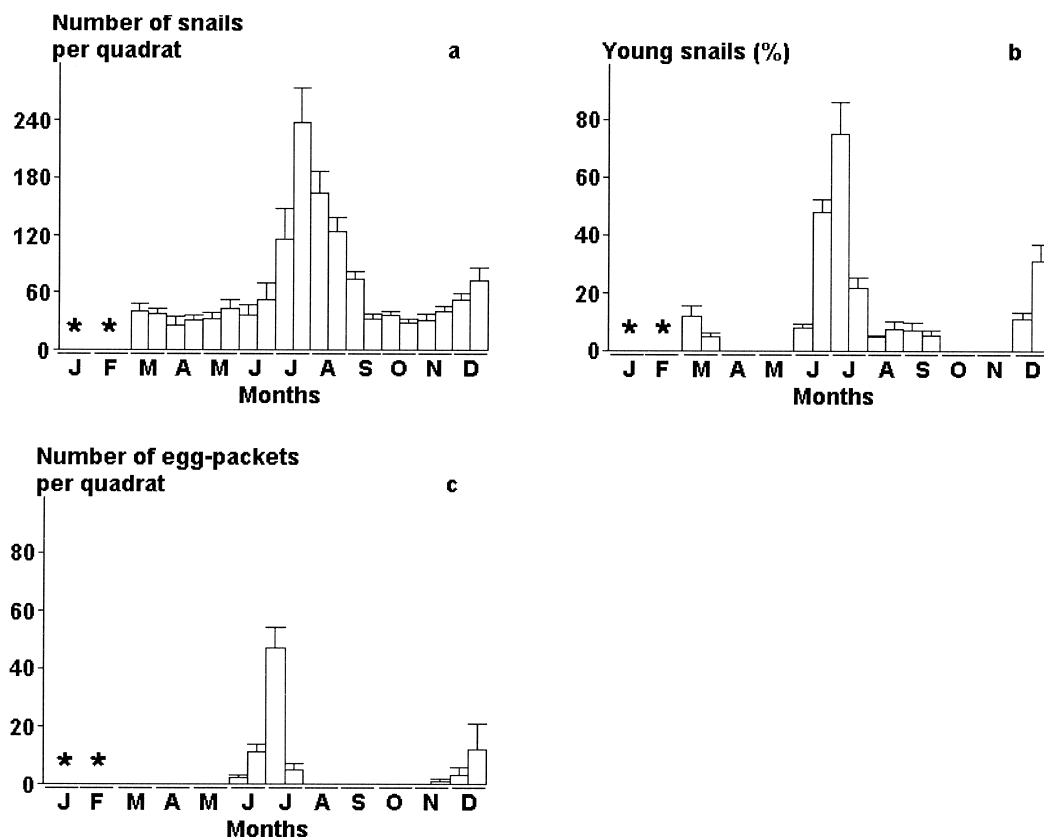 Number of snails
per quadrat
a
240
180
120
60
0
* *
J F M A M J J A S O N D
Months
Young snails (%)
b
80
60
40
20
0
* *
J F M A M J J A S O N D
Months
Number of egg-packets
per quadrat
c
80
60
40
20
0
* *
J F M A M J J A S O N D
Months